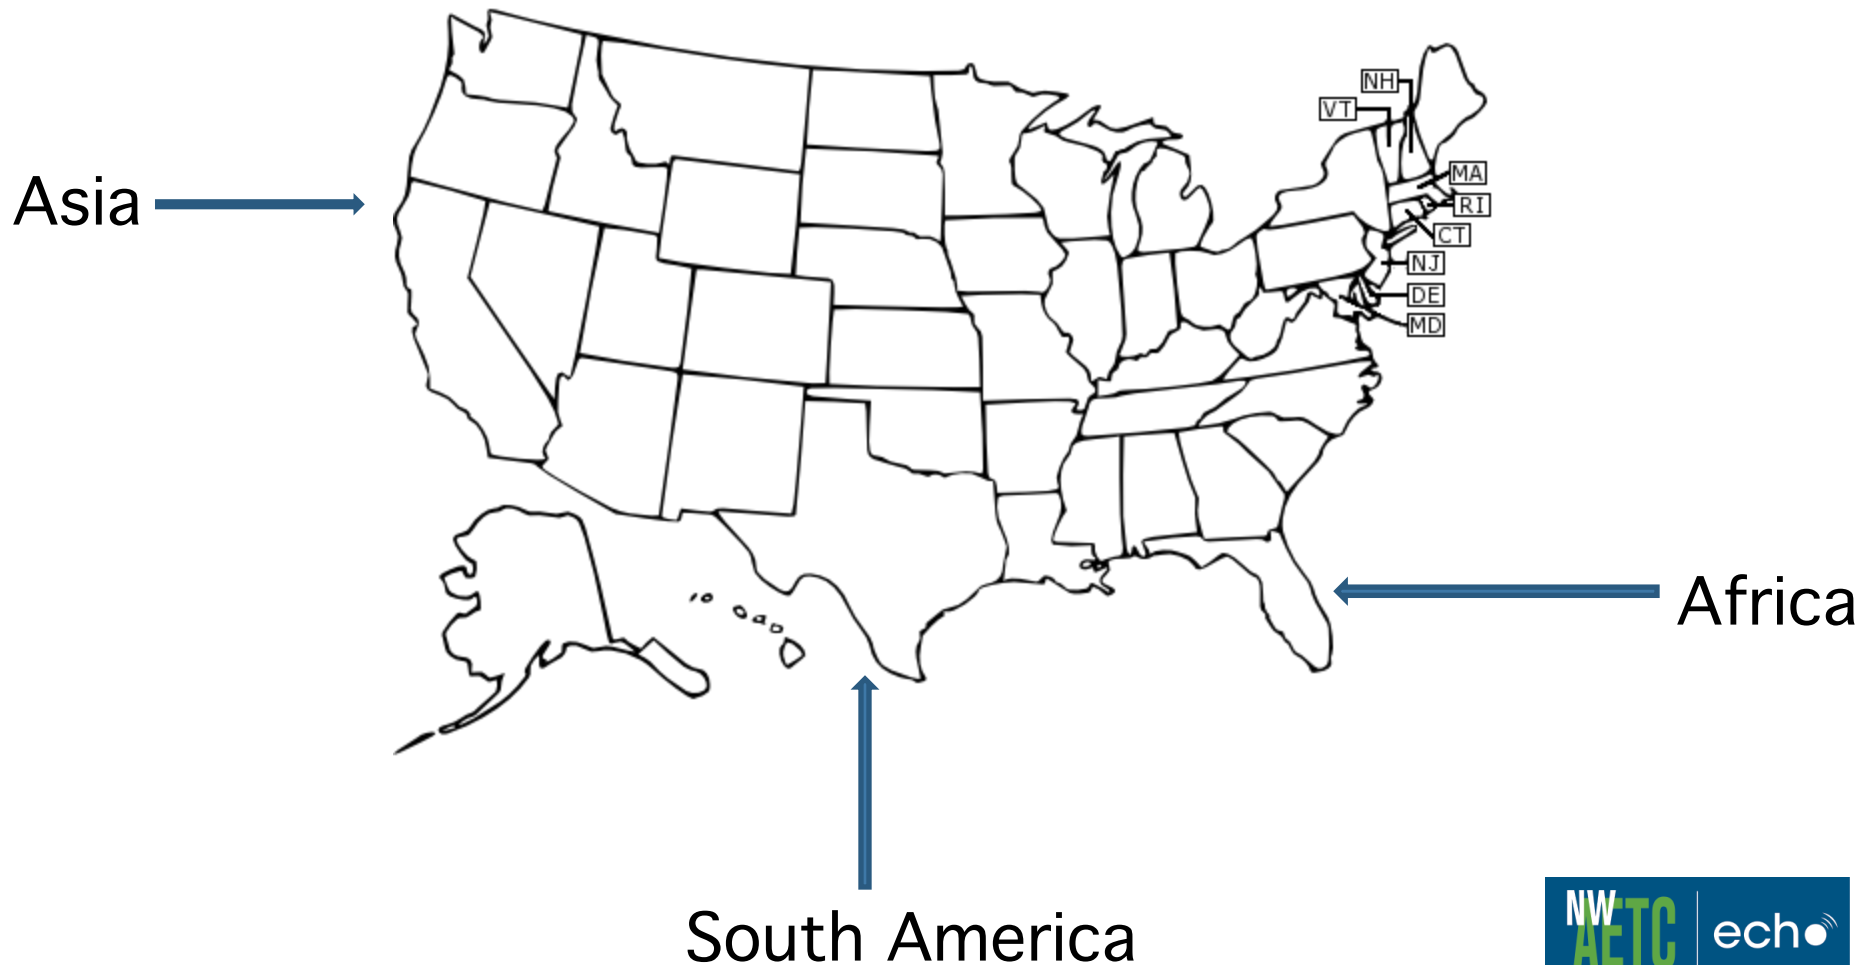 NH
VT
MA
Asia
RI
CT
NJ
DE
MD
Africa
South America
NW
AETC
echo